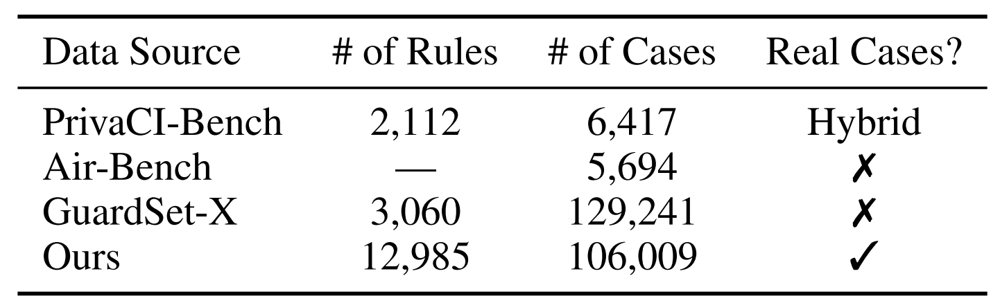 Data Source # of Rules # of Cases Real Cases?
PrivaCI-Bench 2,112 6,417 Hybrid
Air-Bench — 5,694 ✗
GuardSet-X 3,060 129,241 ✗
Ours 12,985 106,009 ✓